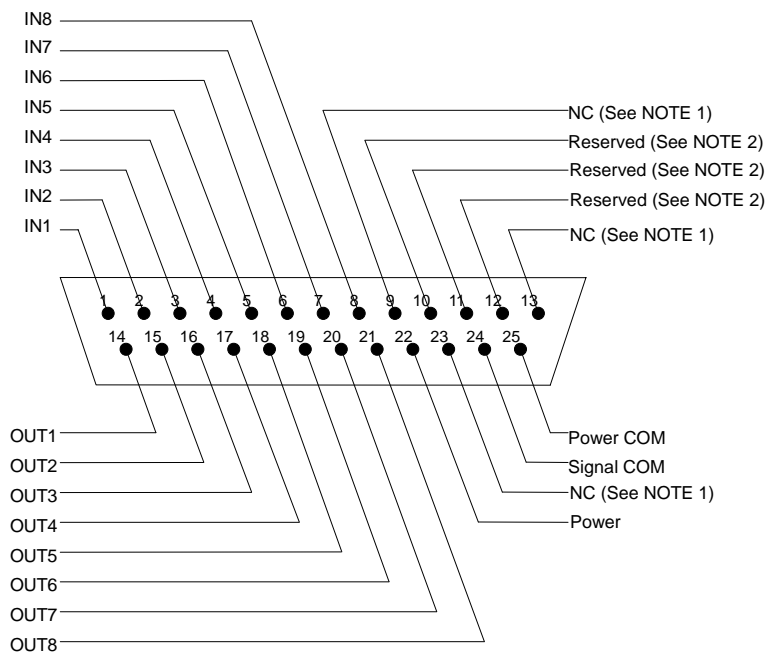 IN8
IN7
IN6
IN5
IN4
IN3
IN2
IN1
NC (See NOTE 1)
Reserved (See NOTE 2)
Reserved (See NOTE 2)
Reserved (See NOTE 2)
NC (See NOTE 1)
1 2 3 4 5 6 7 8 9 10 11 12 13
14 15 16 17 18 19 20 21 22 23 24 25
OUT1
OUT2
OUT3
OUT4
OUT5
OUT6
OUT7
OUT8
Power COM
Signal COM
NC (See NOTE 1)
Power